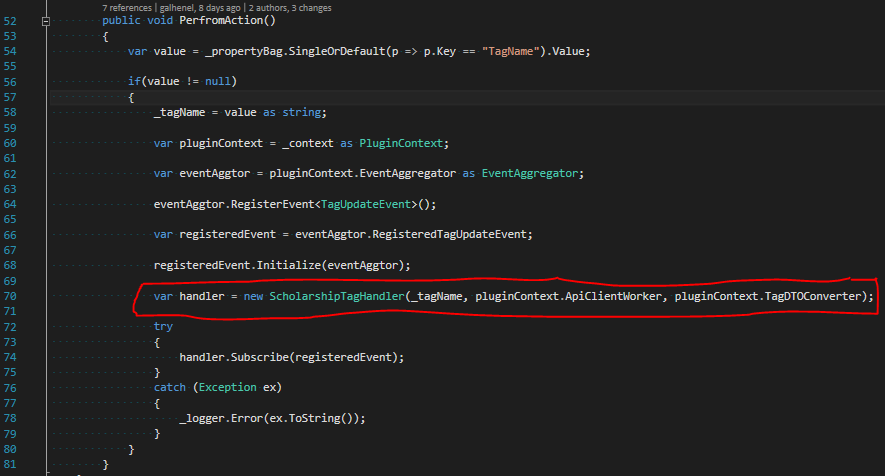 7 references | galhenel, 8 days ago | 2 authors, 3 changes
52 public void PerfromAction()
53 {
54 var value = _propertyBag.SingleOrDefault(p => p.Key == "TagName").Value;
55
56 if(value != null)
57 {
58 _tagName = value as string;
59
60 var pluginContext = _context as PluginContext;
61
62 var eventAggtor = pluginContext.EventAggregator as EventAggregator;
63
64 eventAggtor.RegisterEvent<TagUpdateEvent>();
65
66 var registeredEvent = eventAggtor.RegisteredTagUpdateEvent;
67
68 registeredEvent.Initialize(eventAggtor);
69
70 var handler = new ScholarshipTagHandler(_tagName, pluginContext.ApiClientWorker, pluginContext.TagDTOConverter);
71
72 try
73 {
74 handler.Subscribe(registeredEvent);
75 }
76 catch (Exception ex)
77 {
78 _logger.Error(ex.ToString());
79 }
80 }
81 }